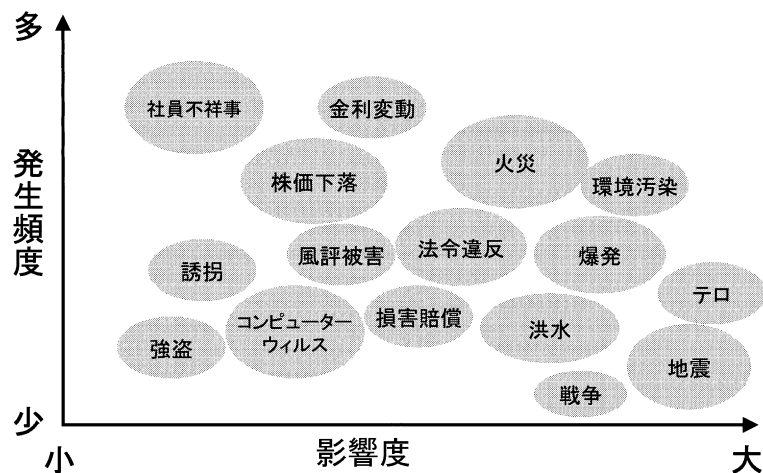 多
社員不祥事
金利変動
火災
株価下落
環境汚染
発生頻度
風評被害
法令違反
爆発
誘拐
テロ
コンピューター
ウィルス
損害賠償
洪水
強盗
地震
戦争
少
小
影響度
大